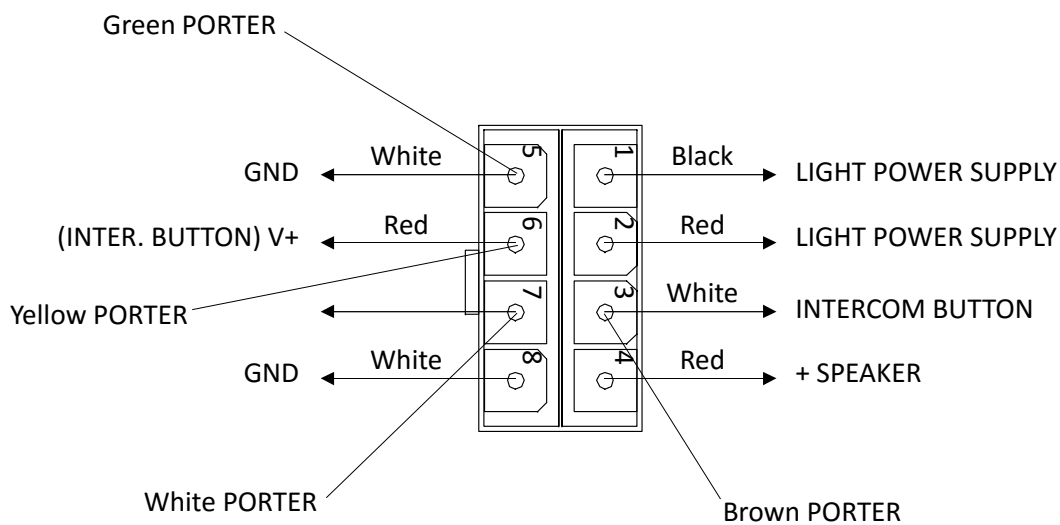 Green PORTER
GND White 5 1 Black LIGHT POWER SUPPLY
(INTER. BUTTON) V+ Red 6 2 Red LIGHT POWER SUPPLY
Yellow PORTER 7 3 White INTERCOM BUTTON
GND White 8 4 Red + SPEAKER
White PORTER
Brown PORTER